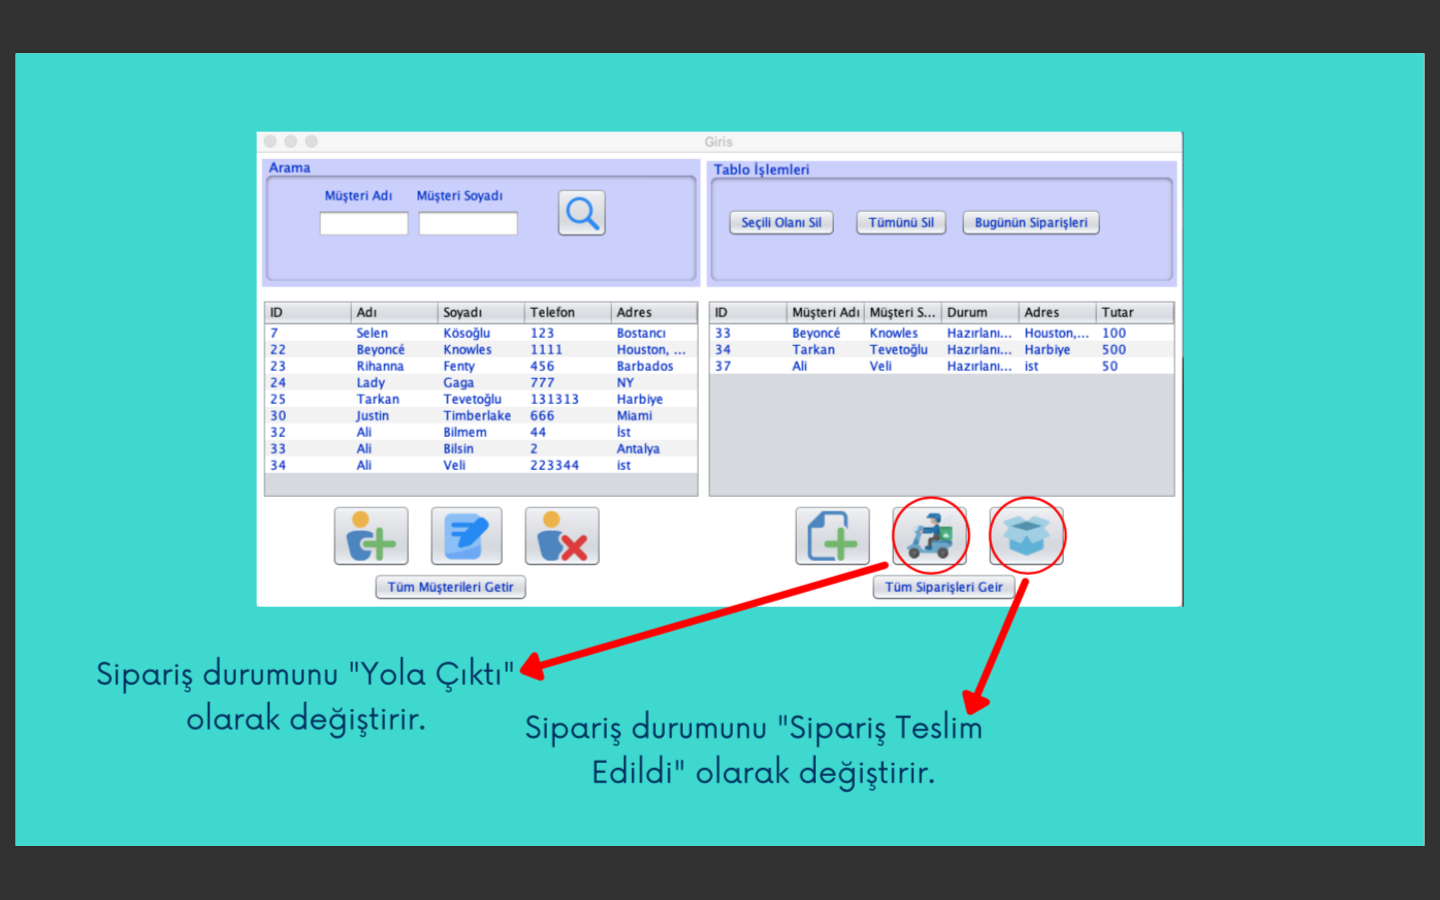 Giris
Arama
Müşteri Adı Müşteri Soyadı
Tablo İşlemleri
Seçili Olanı Sil Tümünü Sil Bugünün Siparişleri
ID Adı Soyadı Telefon Adres
7 Selen Kösoğlu 123 Bostancı
22 Beyoncé Knowles 1111 Houston, ...
23 Rihanna Fenty 456 Barbados
24 Lady Gaga 777 NY
25 Tarkan Tevetoğlu 131313 Harbiye
30 Justin Timberlake 666 Miami
32 Ali Bilmem 44 İst
33 Ali Bilsin 2 Antalya
34 Ali Veli 223344 ist
Tüm Müşterileri Getir
ID Müşteri Adı Müşteri S... Durum Adres Tutar
33 Beyoncé Knowles Hazırlanı... Houston,... 100
34 Tarkan Tevetoğlu Hazırlanı... Harbiye 500
37 Ali Veli Hazırlanı... ist 50
Tüm Siparişleri Geir
Sipariş durumunu "Yola Çıktı"
olarak değiştirir.
Sipariş durumunu "Sipariş Teslim
Edildi" olarak değiştirir.